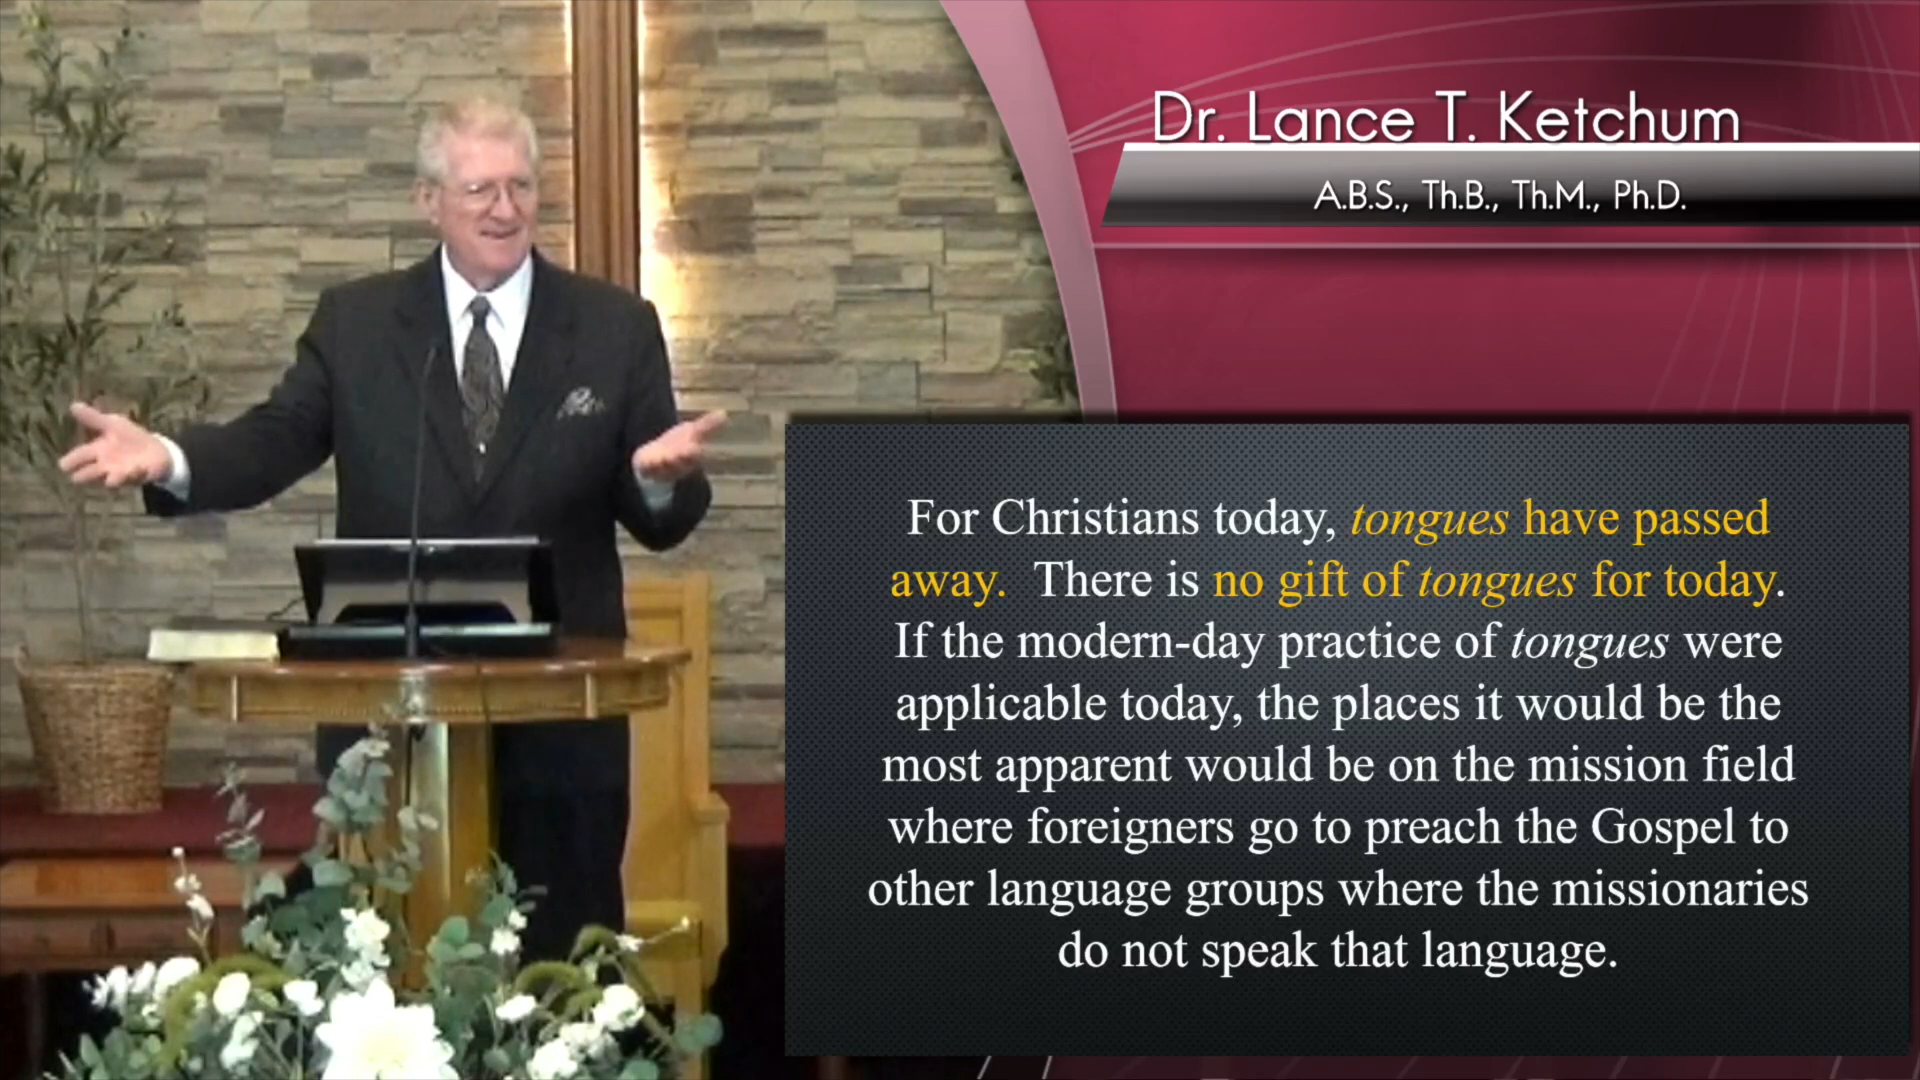 Dr. Lance T. Ketchum
A.B.S., Th.B., Th.M., Ph.D.
For Christians today, tongues have passed
away. There is no gift of tongues for today.
If the modern-day practice of tongues were
applicable today, the places it would be the
most apparent would be on the mission field
where foreigners go to preach the Gospel to
other language groups where the missionaries
do not speak that language.